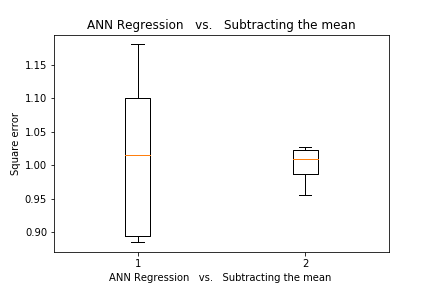 ANN Regression   vs.   Subtracting the mean
1.15
1.10
1.05
1.00
0.95
0.90
Square error
1
2
ANN Regression   vs.   Subtracting the mean